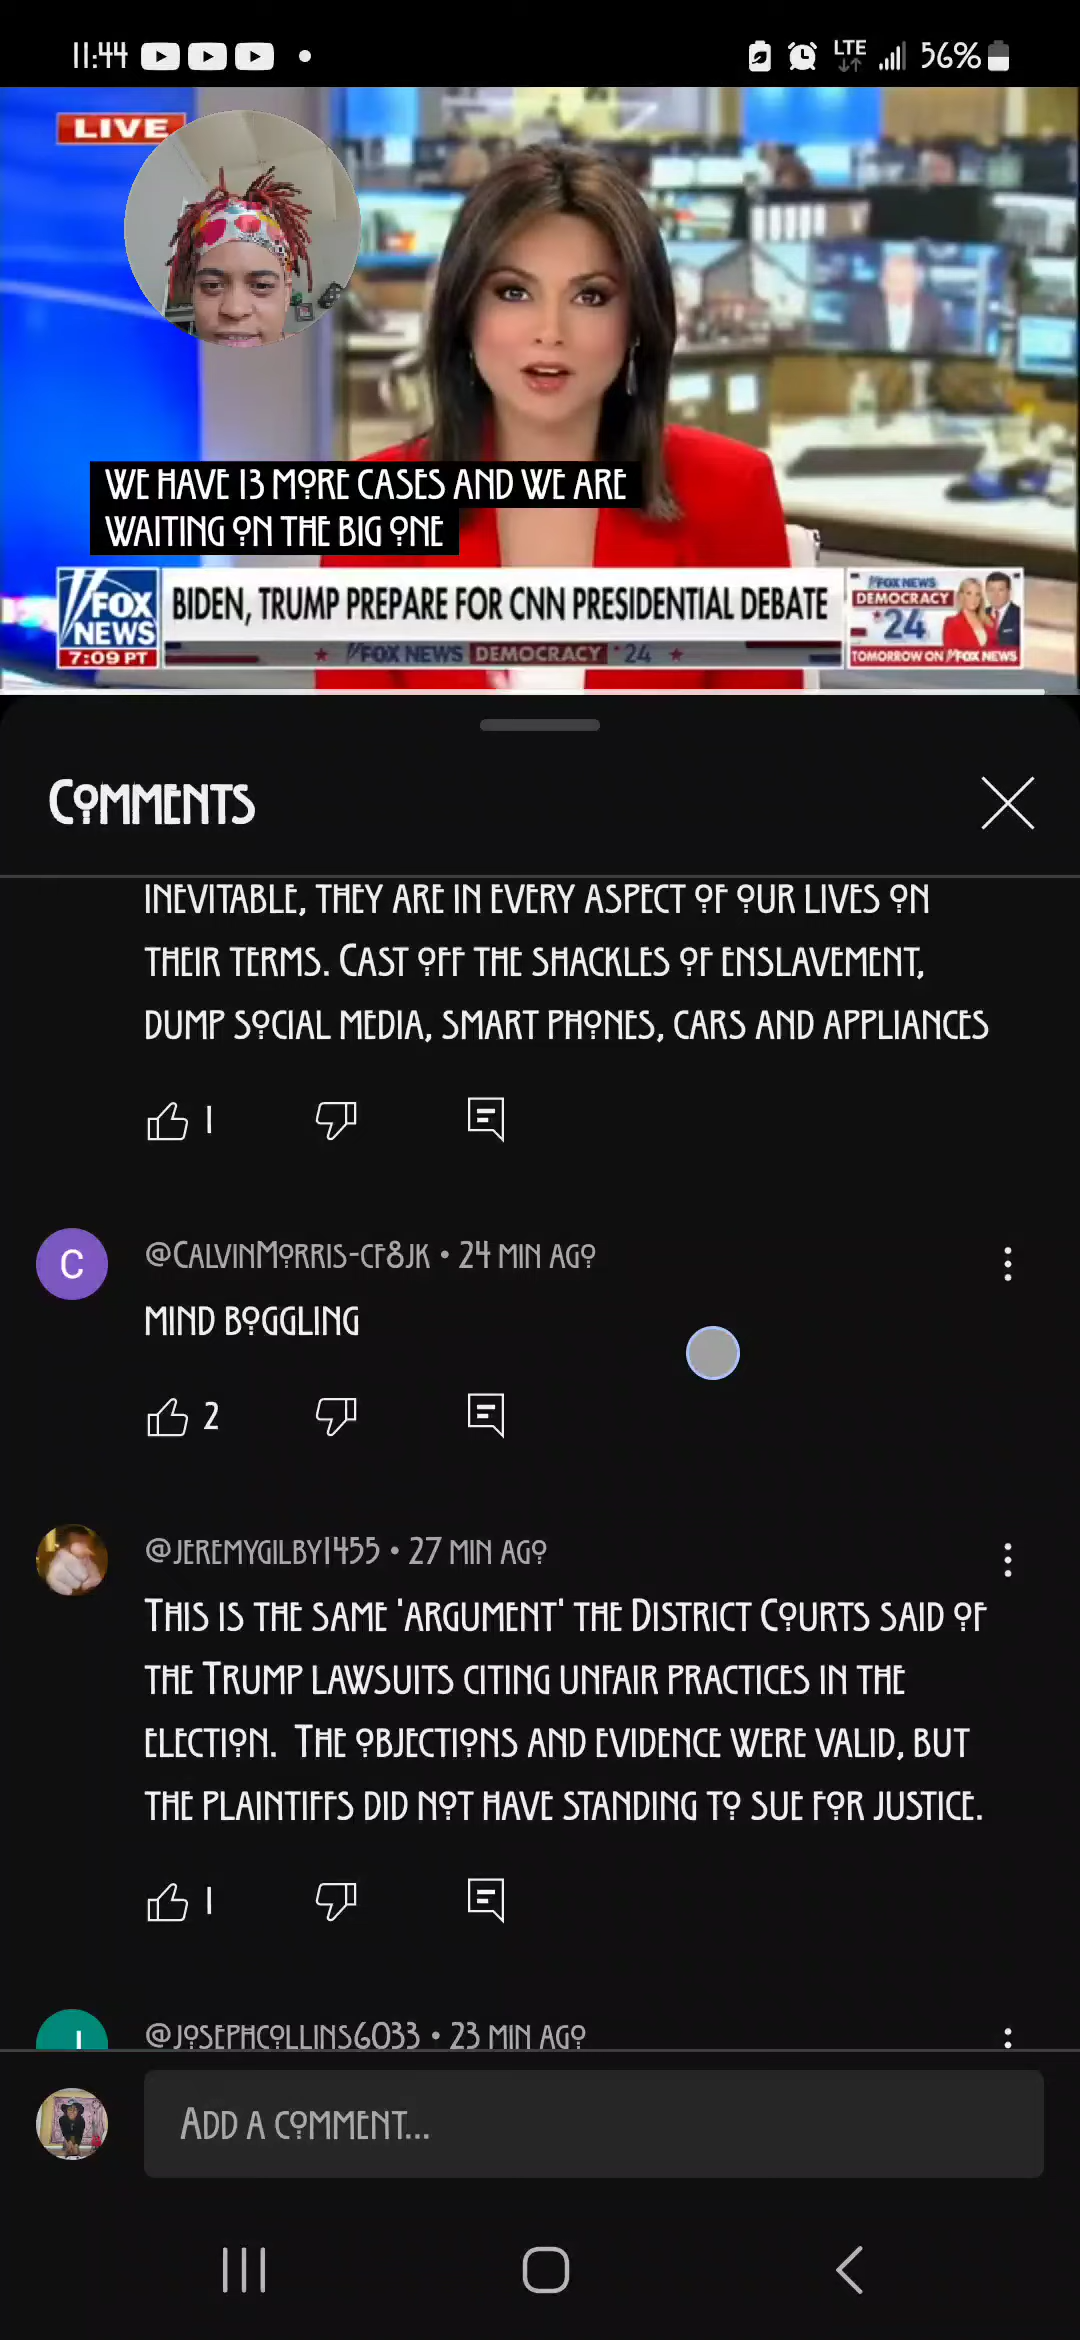 11:44 LTE 56%
LIVE
WE HAVE 13 MORE CASES AND WE ARE
WAITING ON THE BIG ONE
FOX NEWS
7:09 PT
BIDEN, TRUMP PREPARE FOR CNN PRESIDENTIAL DEBATE
FOX NEWS DEMOCRACY '24
FOX NEWS
DEMOCRACY
'24
TOMORROW ON FOX NEWS
COMMENTS
INEVITABLE, THEY ARE IN EVERY ASPECT OF OUR LIVES ON
THEIR TERMS. CAST OFF THE SHACKLES OF ENSLAVEMENT,
DUMP SOCIAL MEDIA, SMART PHONES, CARS AND APPLIANCES
1
C
@CALVINMORRIS-CF8JK • 24 MIN AGO
MIND BOGGLING
2
@JEREMYGILBY1455 • 27 MIN AGO
THIS IS THE SAME 'ARGUMENT' THE DISTRICT COURTS SAID OF
THE TRUMP LAWSUITS CITING UNFAIR PRACTICES IN THE
ELECTION. THE OBJECTIONS AND EVIDENCE WERE VALID, BUT
THE PLAINTIFFS DID NOT HAVE STANDING TO SUE FOR JUSTICE.
1
J
@JOSEPHCOLLINS6033 • 23 MIN AGO
ADD A COMMENT...